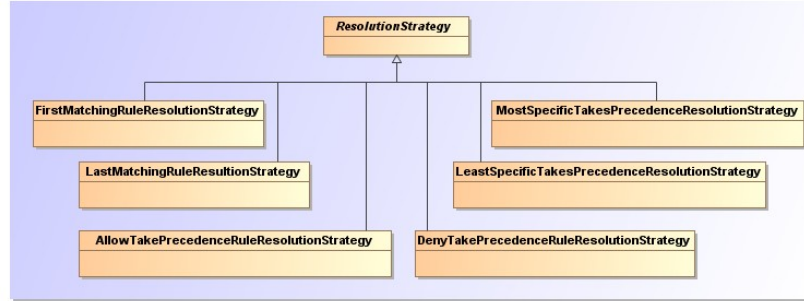 ResolutionStrategy
FirstMatchingRuleResolutionStrategy
MostSpecificTakesPrecedenceResolutionStrategy
LastMatchingRuleResultionStrategy
LeastSpecificTakesPrecedenceResolutionStrategy
AllowTakePrecedenceRuleResolutionStrategy
DenyTakePrecedenceRuleResolutionStrategy